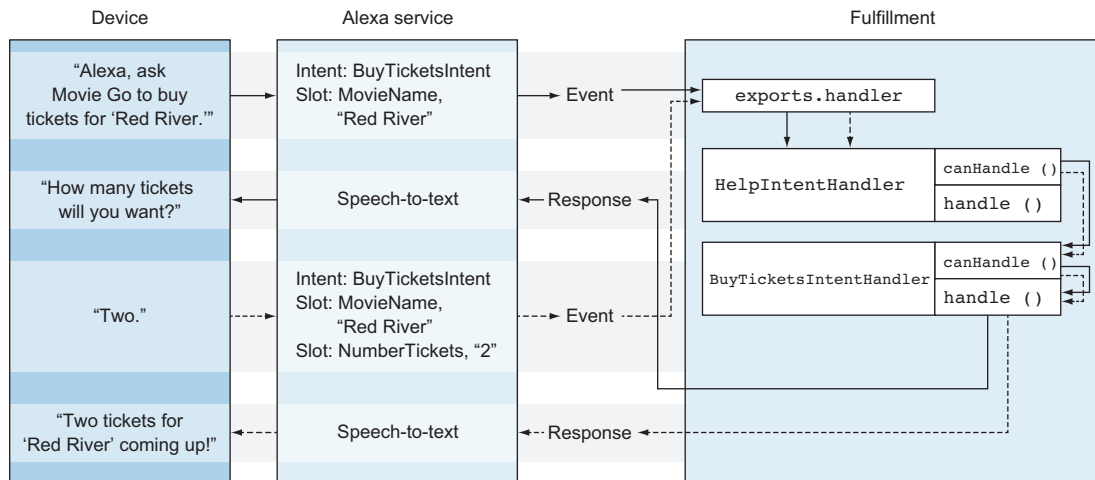 Device
Alexa service
Fulfillment
“Alexa, ask
Movie Go to buy
tickets for ‘Red River.’”
Intent: BuyTicketsIntent
Slot: MovieName,
“Red River”
Event
exports.handler
HelpIntentHandler
canHandle ()
handle ()
“How many tickets
will you want?”
Speech-to-text
Response
BuyTicketsIntentHandler
canHandle ()
handle ()
“Two.”
Intent: BuyTicketsIntent
Slot: MovieName,
“Red River”
Slot: NumberTickets, “2”
Event
“Two tickets for
‘Red River’ coming up!”
Speech-to-text
Response